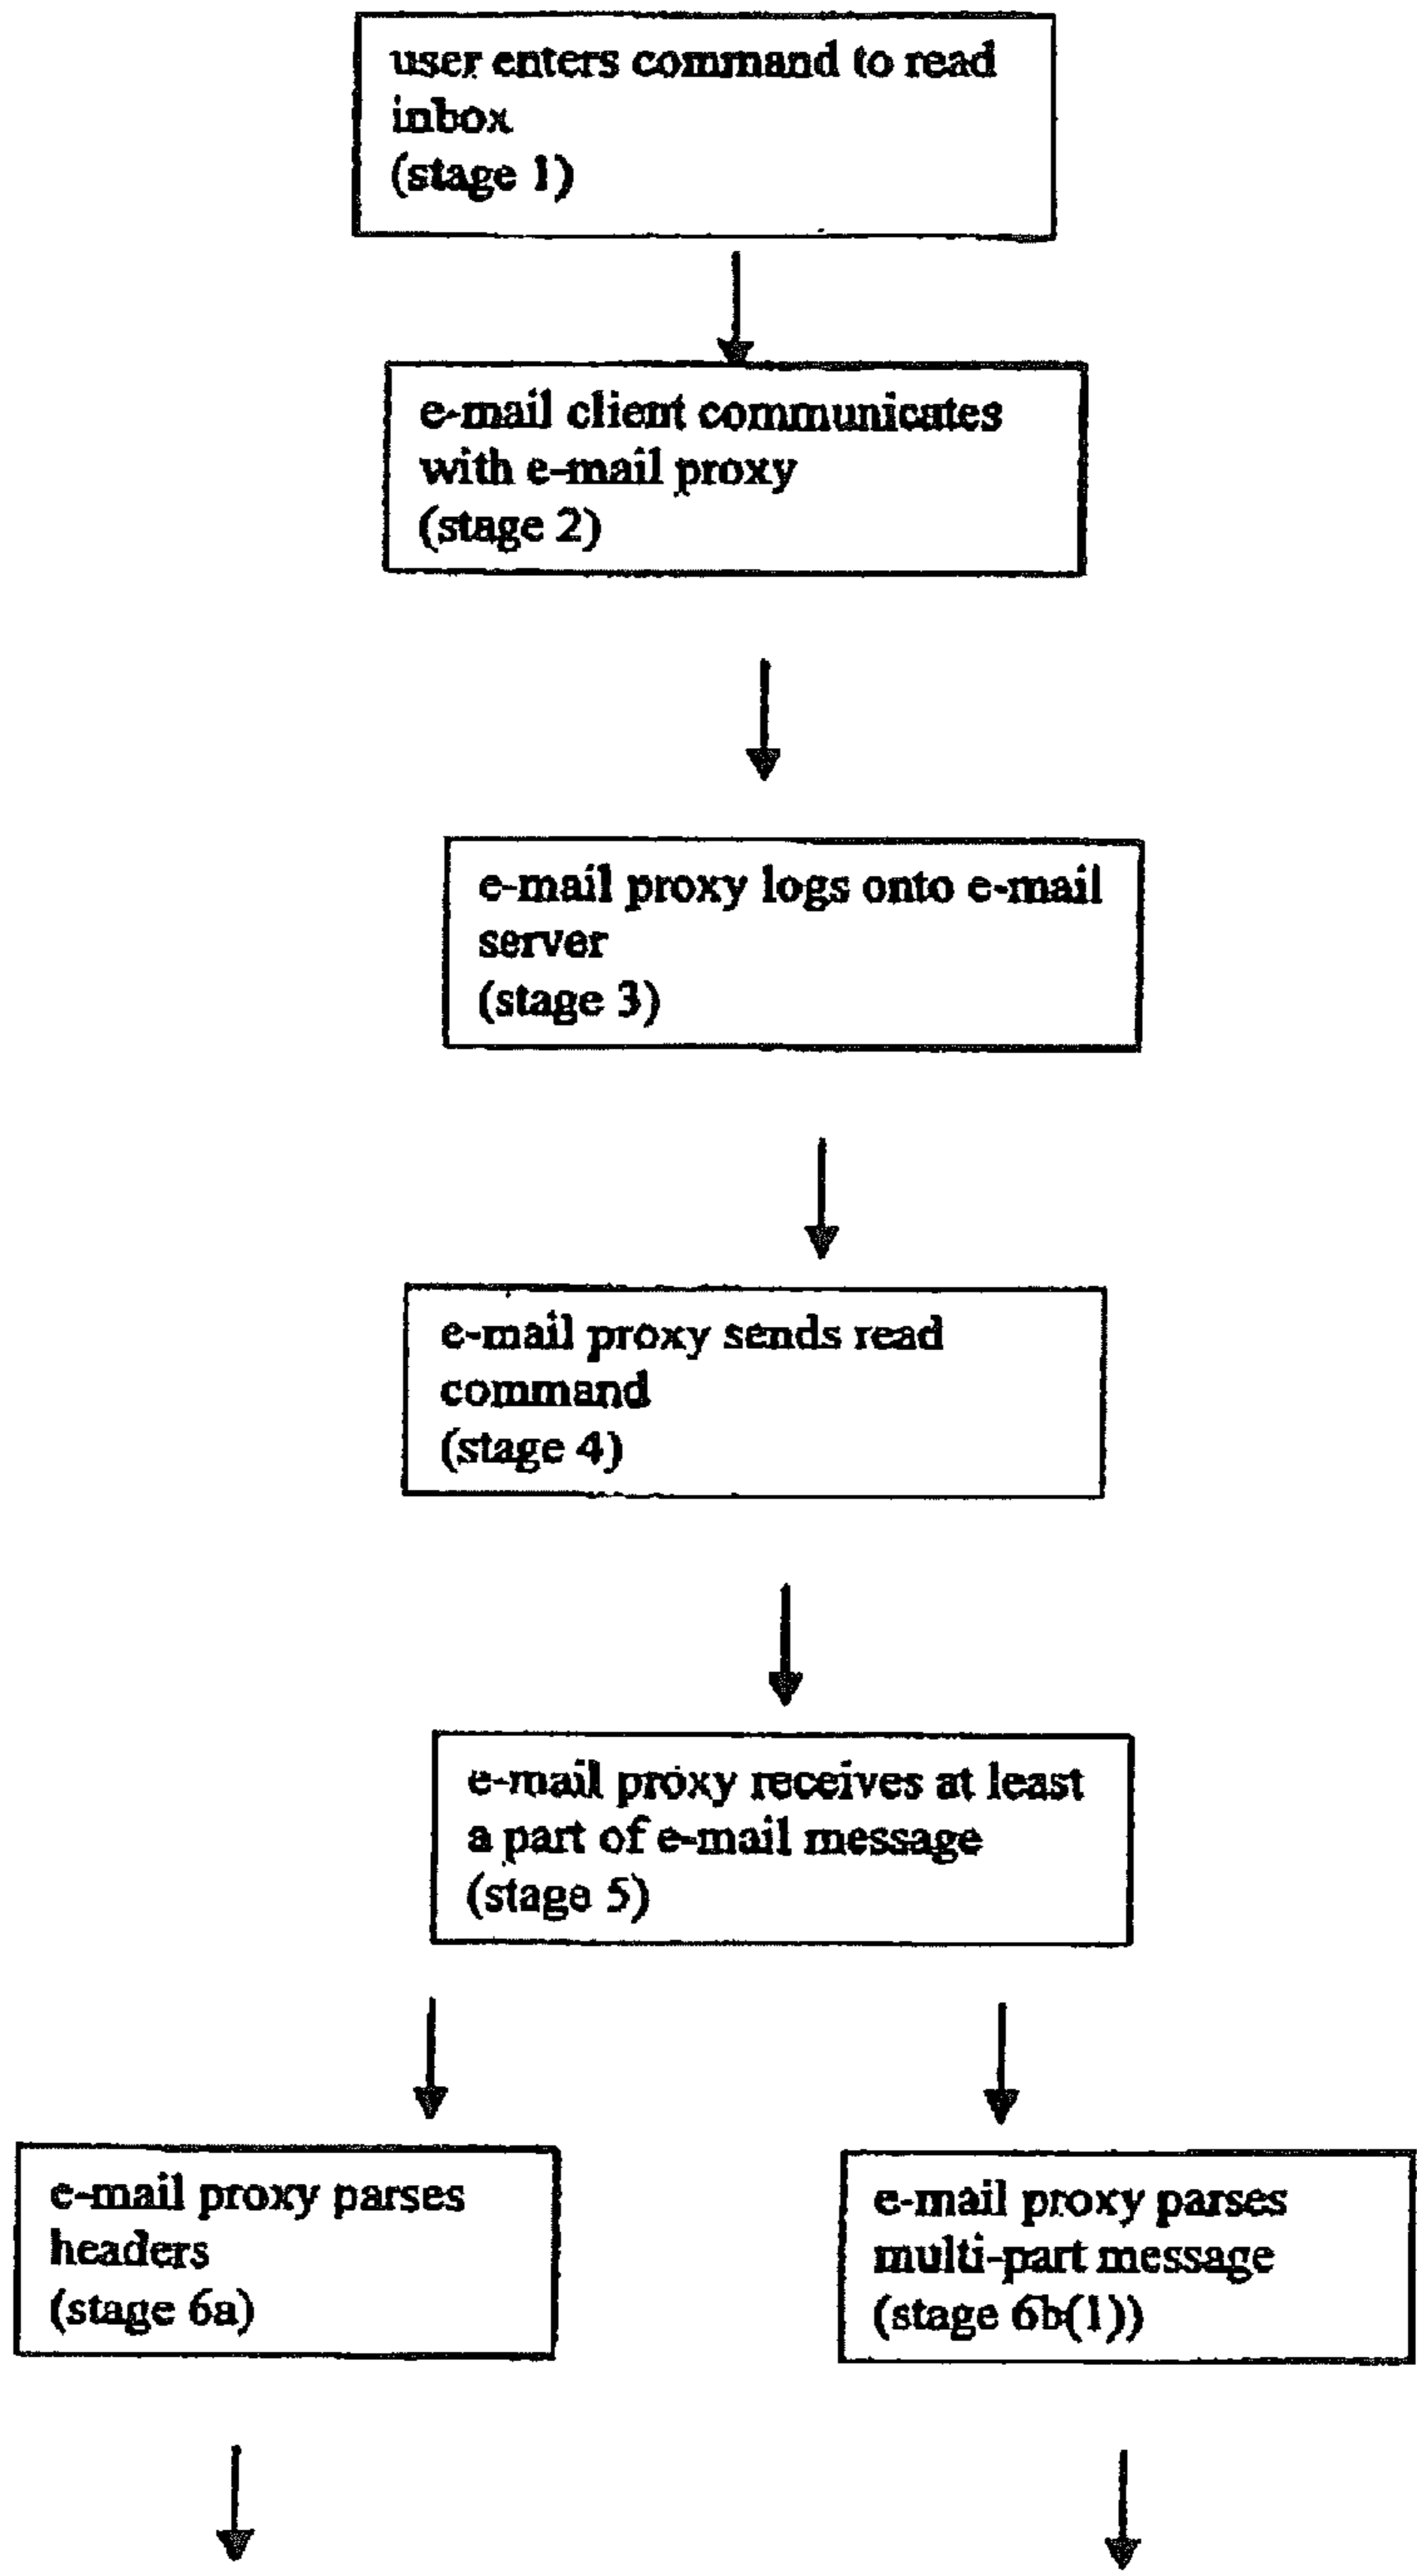 user enters command to read
inbox
(stage 1)
e-mail client communicates
with e-mail proxy
(stage 2)
e-mail proxy logs onto e-mail
server
(stage 3)
e-mail proxy sends read
command
(stage 4)
e-mail proxy receives at least
a part of e-mail message
(stage 5)
e-mail proxy parses
headers
(stage 6a)
e-mail proxy parses
multi-part message
(stage 6b(1))